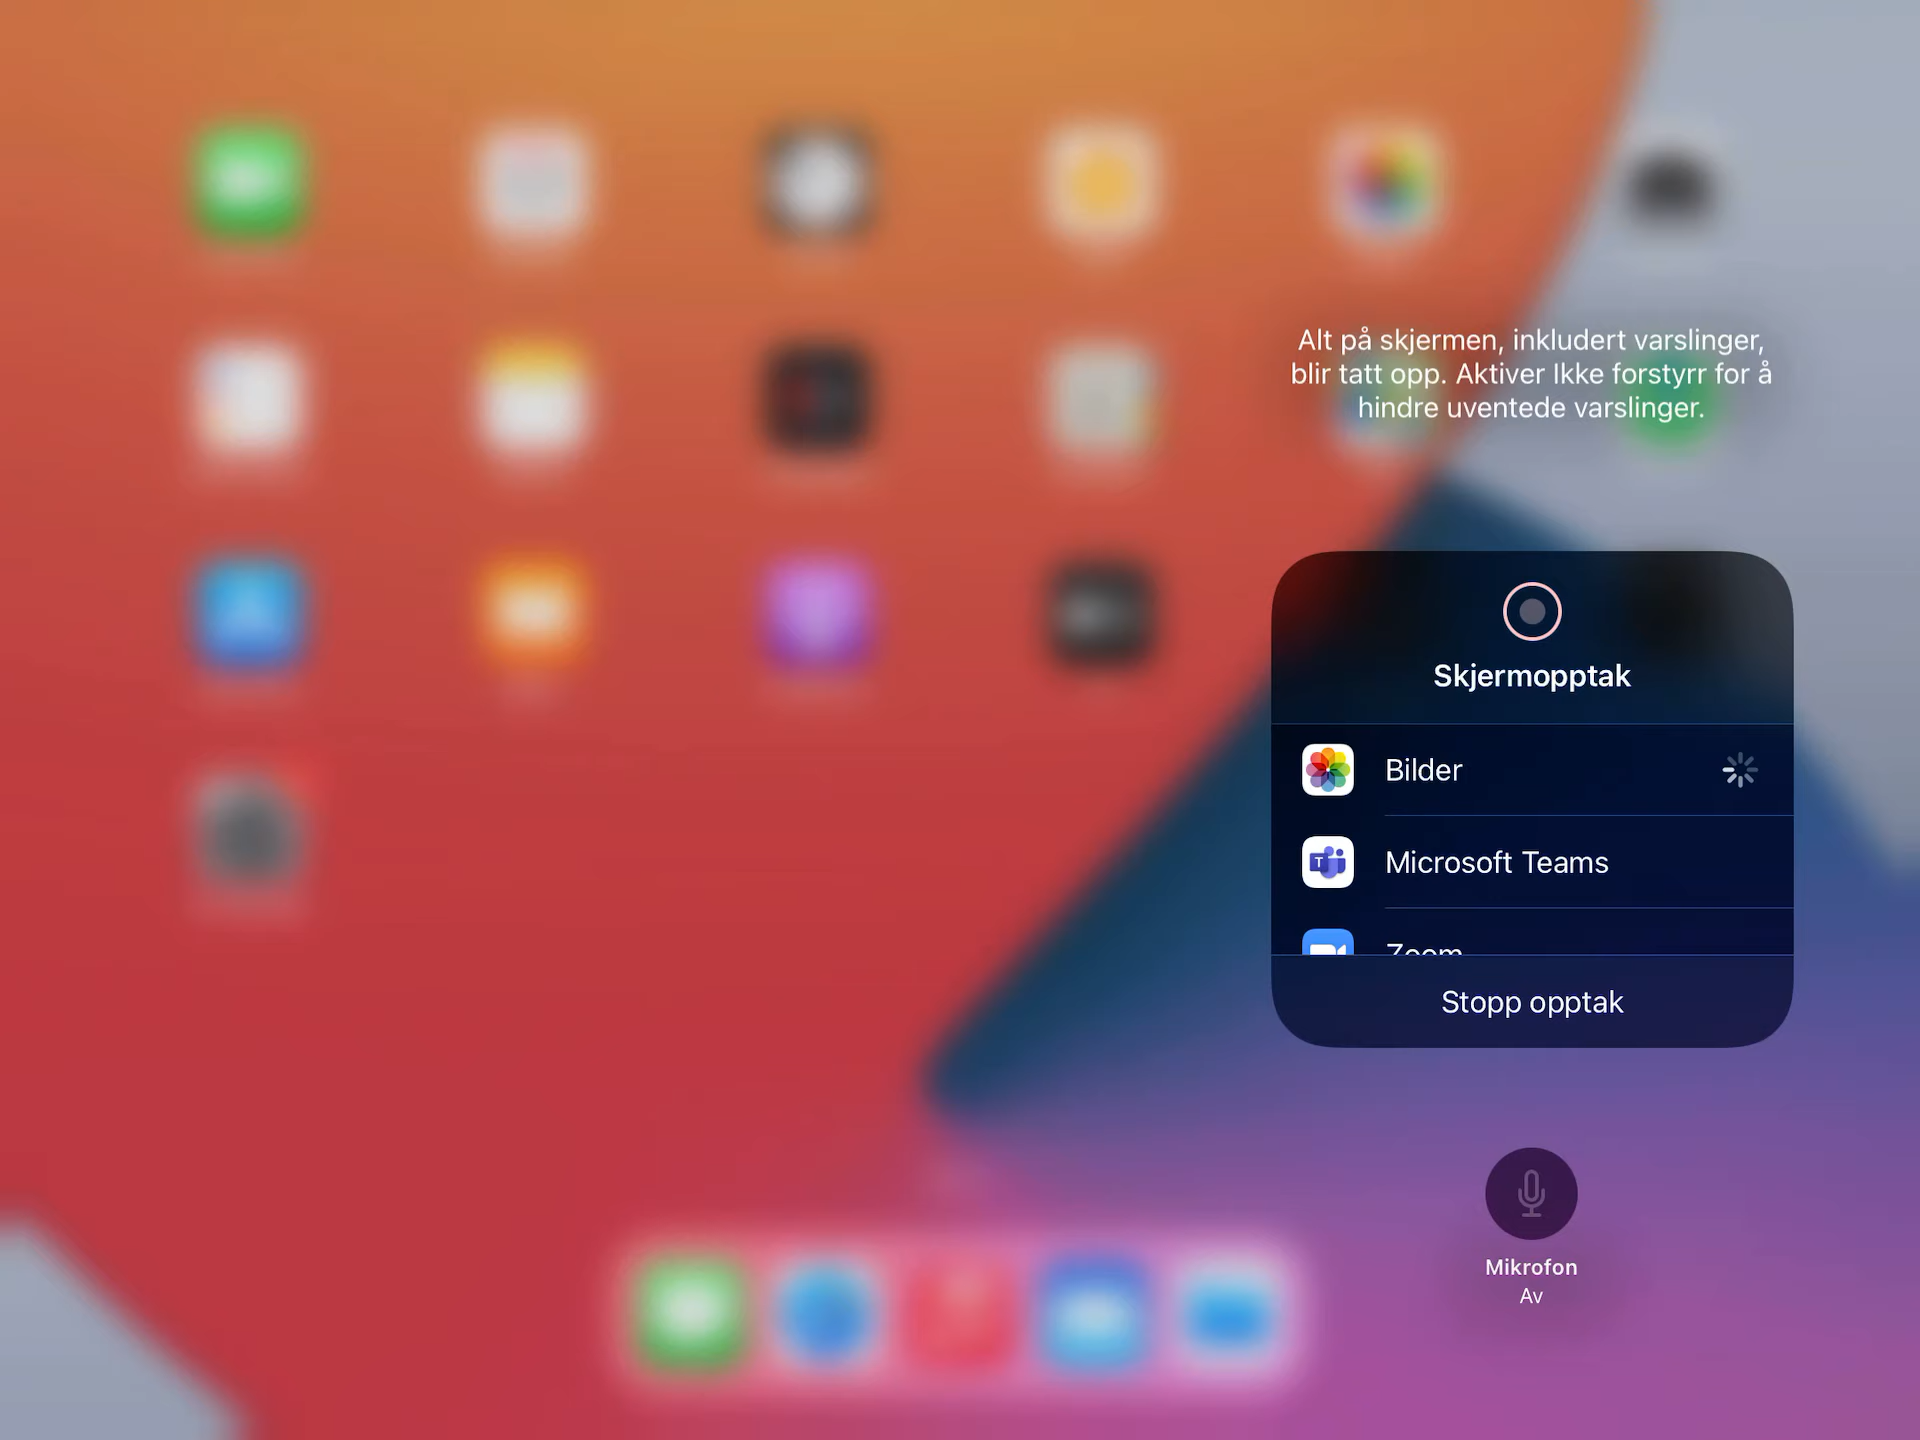 Alt på skjermen, inkludert varslinger,
blir tatt opp. Aktiver Ikke forstyrr for å
hindre uventede varslinger.
Skjermopptak
Bilder
Microsoft Teams
Zoom
Stopp opptak
Mikrofon
Av